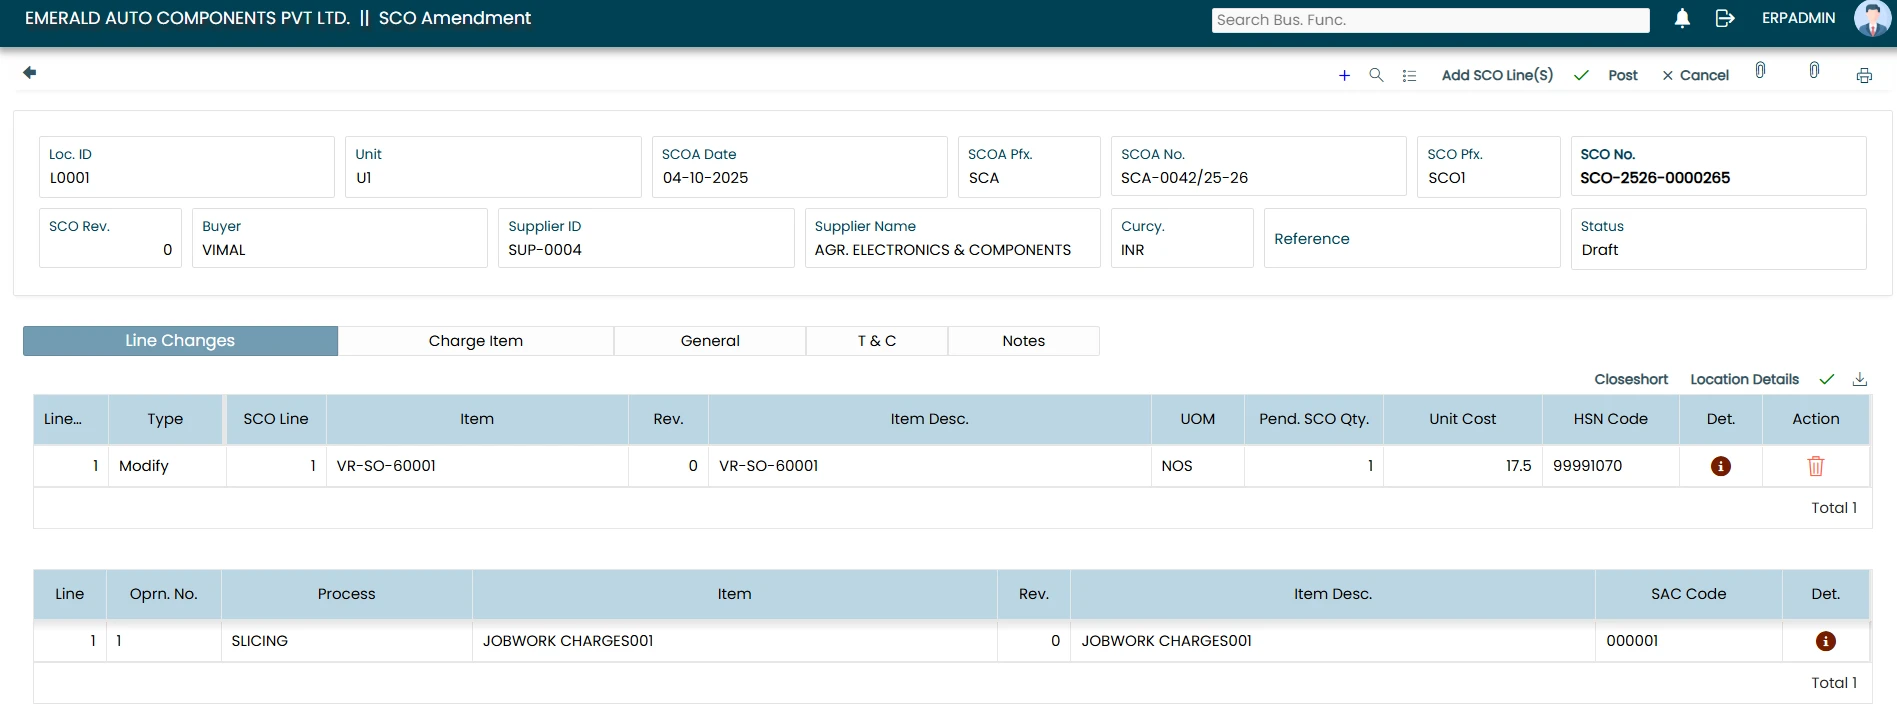 EMERALD AUTO COMPONENTS PVT LTD. || SCO Amendment
Search Bus. Func.
ERPADMIN
Add SCO Line(S)
Post
Cancel
Loc. ID
L0001
Unit
U1
SCOA Date
04-10-2025
SCOA Pfx.
SCA
SCOA No.
SCA-0042/25-26
SCO Pfx.
SCO1
SCO No.
SCO-2526-0000265
SCO Rev.
0
Buyer
VIMAL
Supplier ID
SUP-0004
Supplier Name
AGR. ELECTRONICS & COMPONENTS
Curcy.
INR
Reference
Status
Draft
Line Changes
Charge Item
General
T & C
Notes
Closeshort
Location Details
Line... Type SCO Line Item Rev. Item Desc. UOM Pend. SCO Qty. Unit Cost HSN Code Det. Action
1 Modify 1 VR-SO-60001 0 VR-SO-60001 NOS 1 17.5 99991070
Total 1
Line Oprn. No. Process Item Rev. Item Desc. SAC Code Det.
1 1 SLICING JOBWORK CHARGES001 0 JOBWORK CHARGES001 000001
Total 1